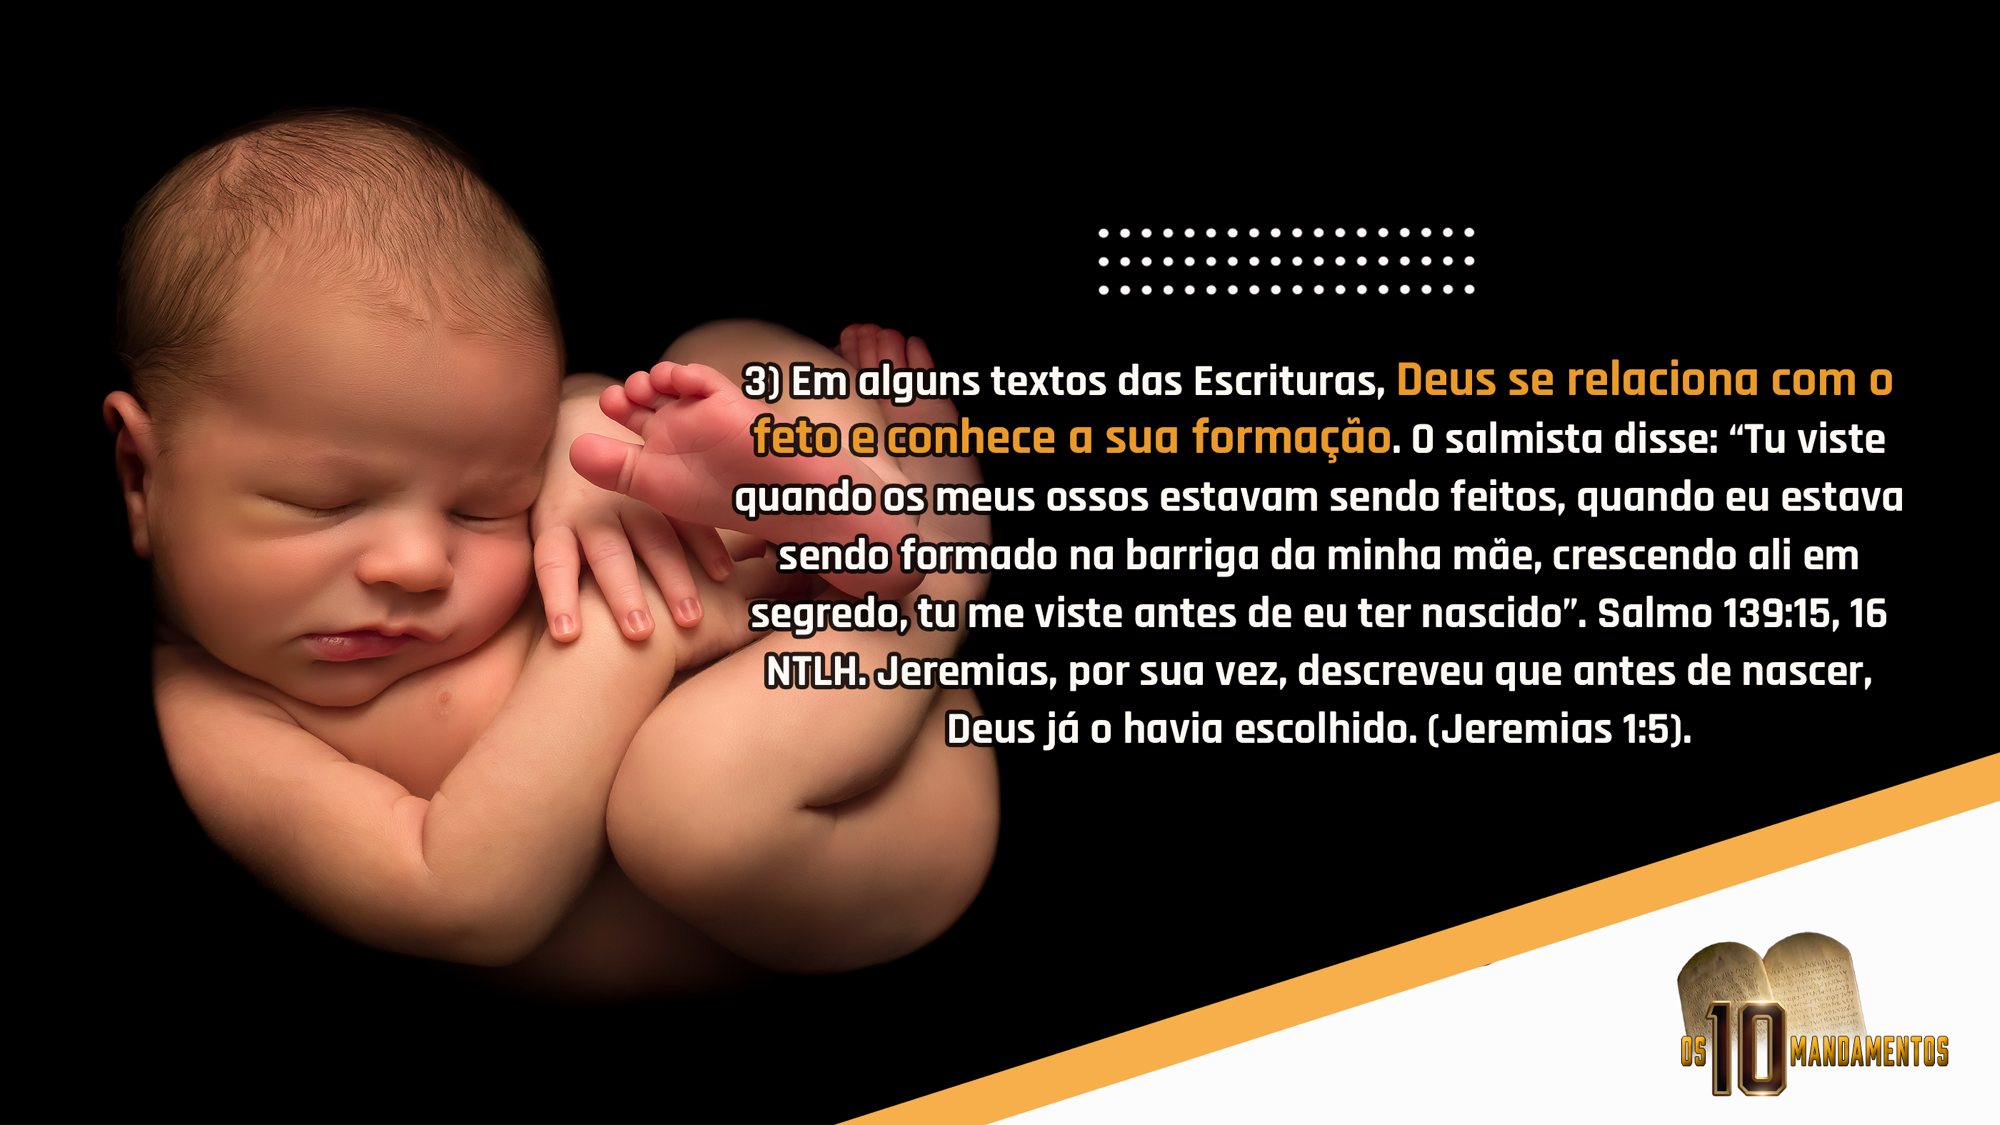 3) Em alguns textos das Escrituras, Deus se relaciona com o
feto e conhece a sua formação. O salmista disse: “Tu viste
quando os meus ossos estavam sendo feitos, quando eu estava
sendo formado na barriga da minha mãe, crescendo ali em
segredo, tu me viste antes de eu ter nascido”. Salmo 139:15, 16
NTLH. Jeremias, por sua vez, descreveu que antes de nascer,
Deus já o havia escolhido. (Jeremias 1:5).
OS 10 MANDAMENTOS